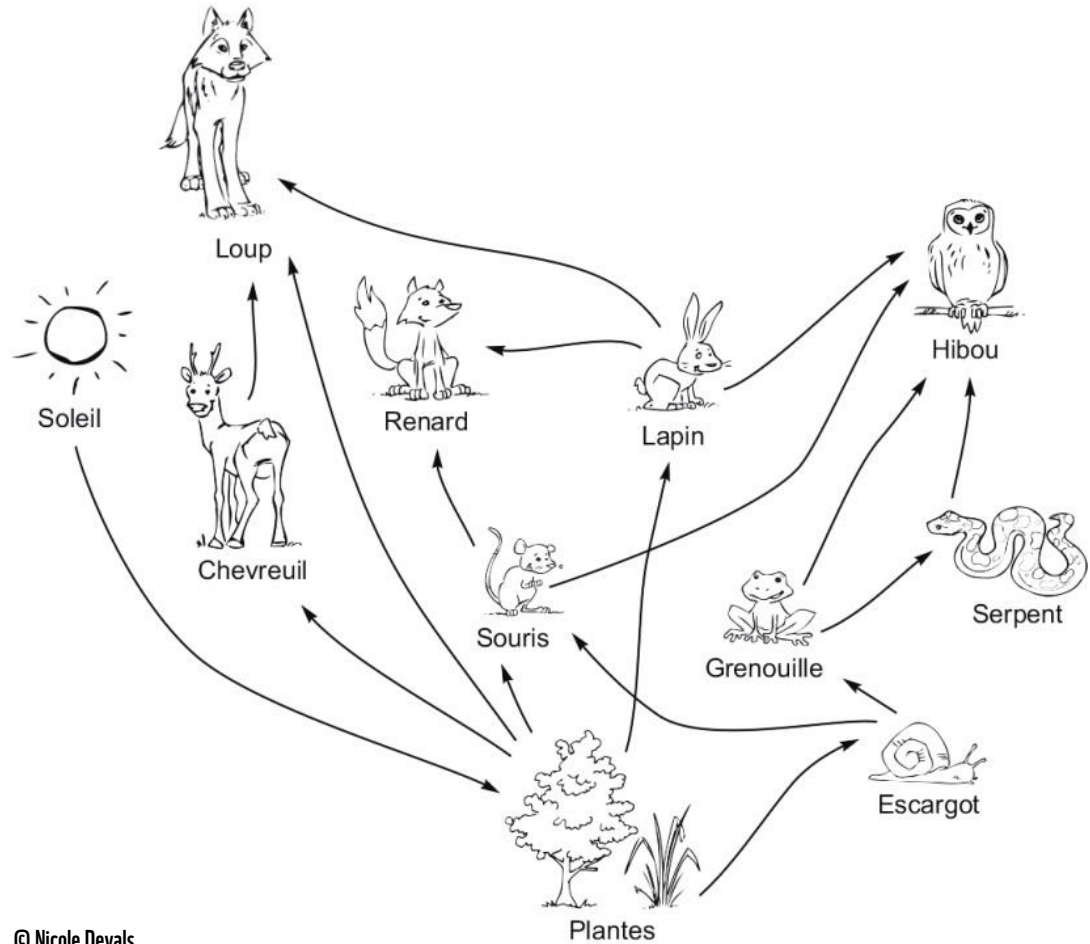 Loup
Soleil
Renard
Lapin
Hibou
Chevreuil
Souris
Grenouille
Serpent
Escargot
Plantes
© Nicole Devals